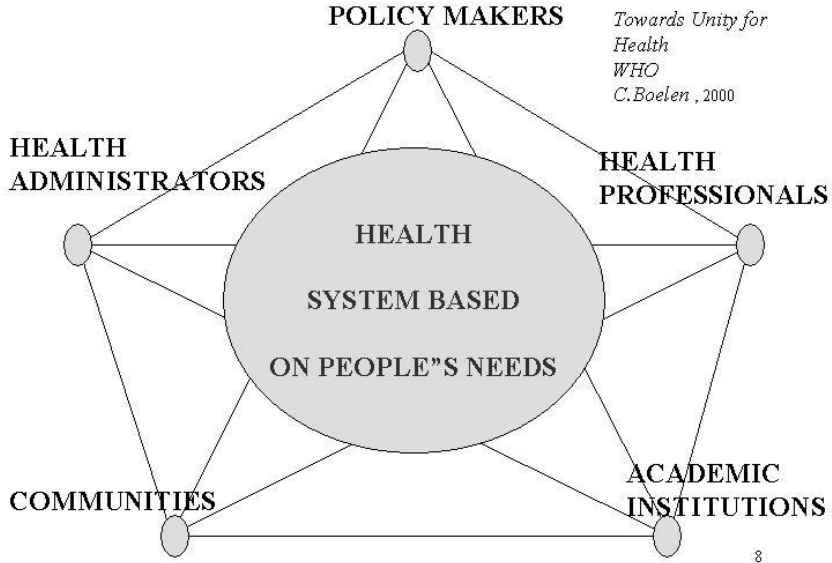 POLICY MAKERS
Towards Unity for
Health
WHO
C.Boelen , 2000
HEALTH
ADMINISTRATORS
HEALTH
PROFESSIONALS
HEALTH
SYSTEM BASED
ON PEOPLE”S NEEDS
COMMUNITIES
ACADEMIC
INSTITUTIONS
8